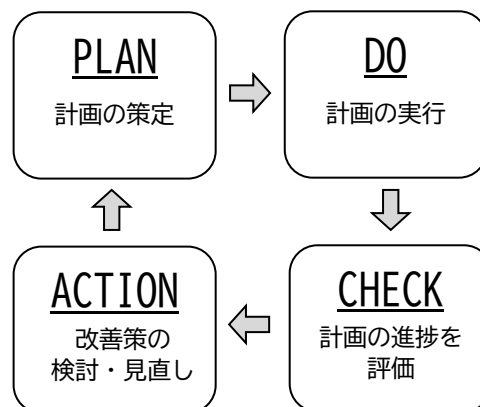 PLAN
計画の策定
DO
計画の実行
CHECK
計画の進捗を
評価
ACTION
改善策の
検討・見直し